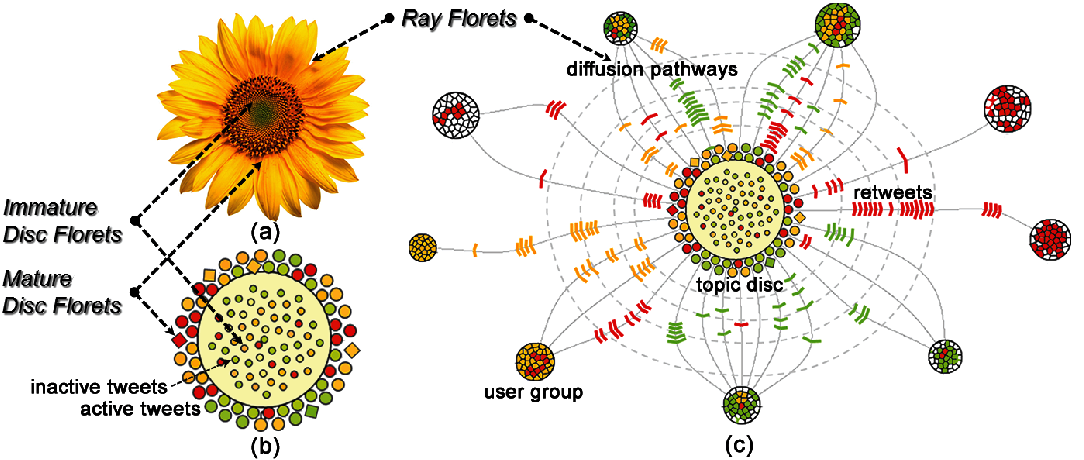 Ray Florets
diffusion pathways
Immature
Disc Florets
(a)
retweets
Mature
Disc Florets
topic disc
inactive tweets
active tweets
user group
(b)
(c)